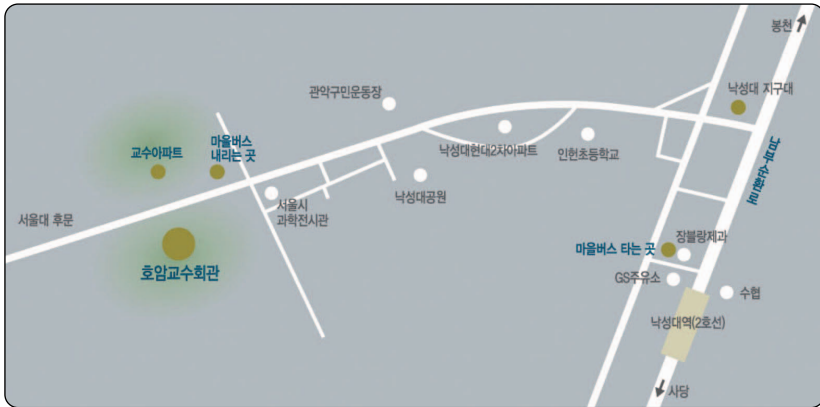 봉천
낙성대 지구대
관악구민운동장
남부순환로
교수아파트
마을버스
내리는 곳
낙성대현대2차아파트
인헌초등학교
서울대 후문
서울시
과학전시관
낙성대공원
호암교수회관
마을버스 타는 곳
장블랑제과
GS주유소
수협
낙성대역(2호선)
사당